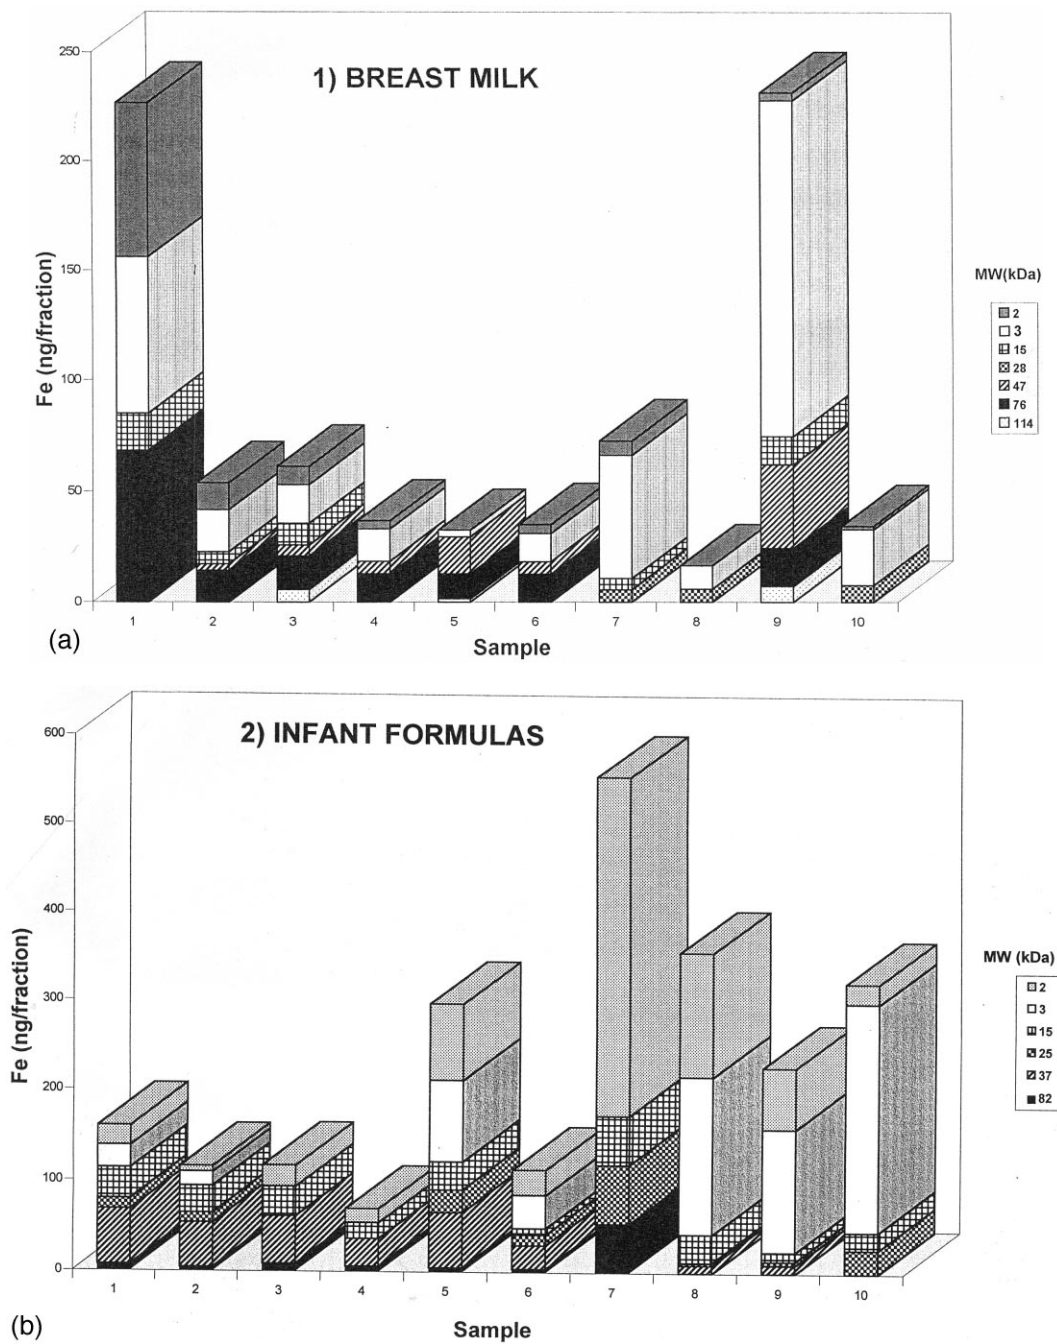 1) BREAST MILK
250
200
150
100
50
0
Fe (ng/fraction)
1 2 3 4 5 6 7 8 9 10
Sample
MW(kDa)
2
3
15
28
47
76
114
(a)
2) INFANT FORMULAS
600
500
400
300
200
100
0
Fe (ng/fraction)
1 2 3 4 5 6 7 8 9 10
Sample
MW (kDa)
2
3
15
25
37
82
(b)